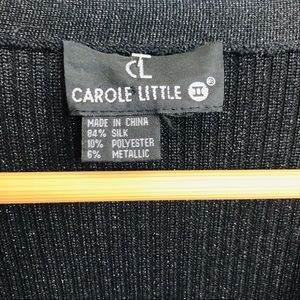 CL
CAROLE LITTLE II ®
MADE IN CHINA
84% SILK
10% POLYESTER
6% METALLIC